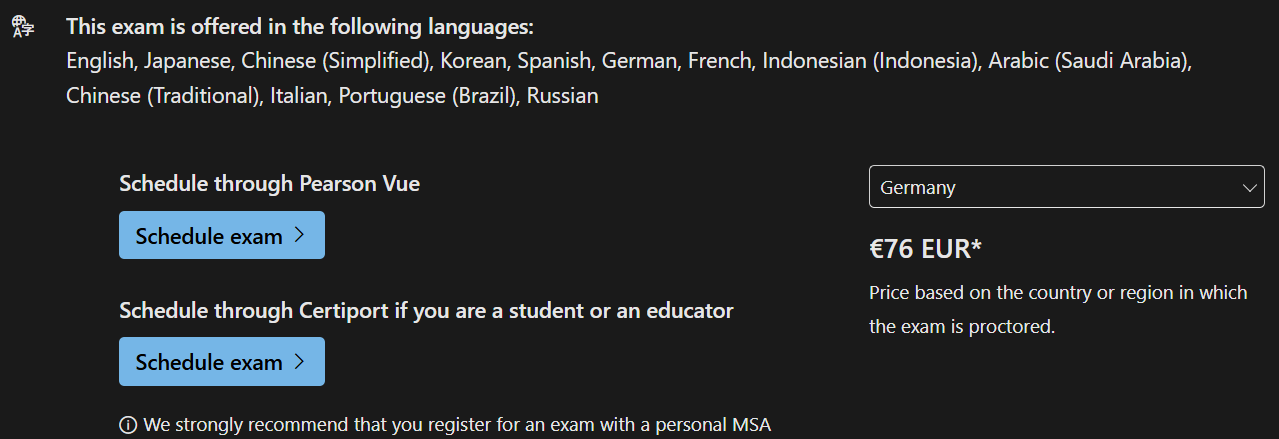 This exam is offered in the following languages:
English, Japanese, Chinese (Simplified), Korean, Spanish, German, French, Indonesian (Indonesia), Arabic (Saudi Arabia),
Chinese (Traditional), Italian, Portuguese (Brazil), Russian
Schedule through Pearson Vue
Schedule exam
Schedule through Certiport if you are a student or an educator
Schedule exam
We strongly recommend that you register for an exam with a personal MSA
Germany
€76 EUR*
Price based on the country or region in which
the exam is proctored.